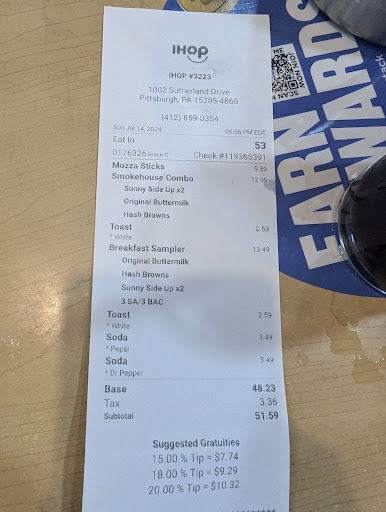 IHOP
IHOP #3223
1002 Sutherland Drive
Pittsburgh, PA 15205-4865
(412) 859-0354
Sun Jul 14, 2024 08:06 PM EDT
Eat In 53
0176326 Grace C Check #119365391
Mozza Sticks 9.59
Smokehouse Combo 12.99
Sunny Side Up x2
Original Buttermilk
Hash Browns
Toast 2.59
* White
Breakfast Sampler 13.49
Original Buttermilk
Hash Browns
Sunny Side Up x2
3 SA/3 BAC
Toast 2.59
* White
Soda 3.49
* Pepsi
Soda 3.49
* Dr Pepper
Base 48.23
Tax 3.36
Subtotal 51.59
Suggested Gratuities
15.00 % Tip = $7.74
18.00 % Tip = $9.29
20.00 % Tip = $10.32
EARN
WARDS